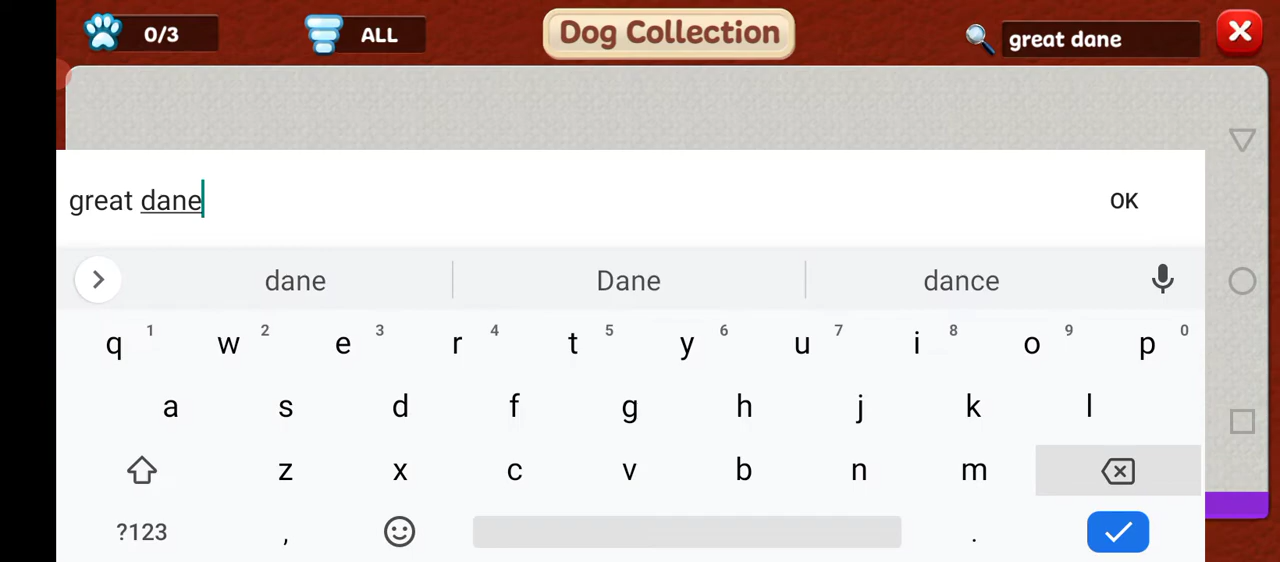 0/3 ALL Dog Collection great dane
great dane OK
dane Dane dance
1 2 3 4 5 6 7 8 9 0
q w e r t y u i o p
a s d f g h j k l
z x c v b n m
?123 , .